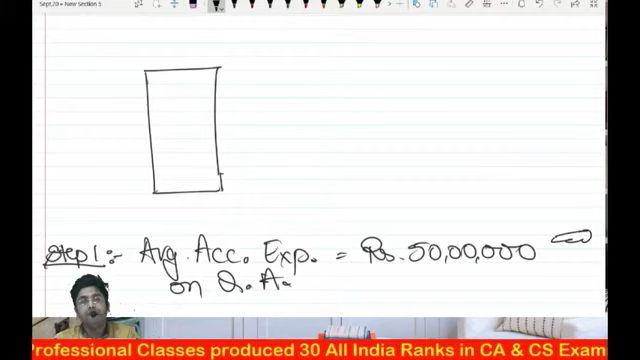 Sept.20 • New Section 5
Step 1 :- Avg. Acc. Exp. = Rs. 50,00,000
on Q. A.
Professional Classes produced 30 All India Ranks in CA & CS Exam